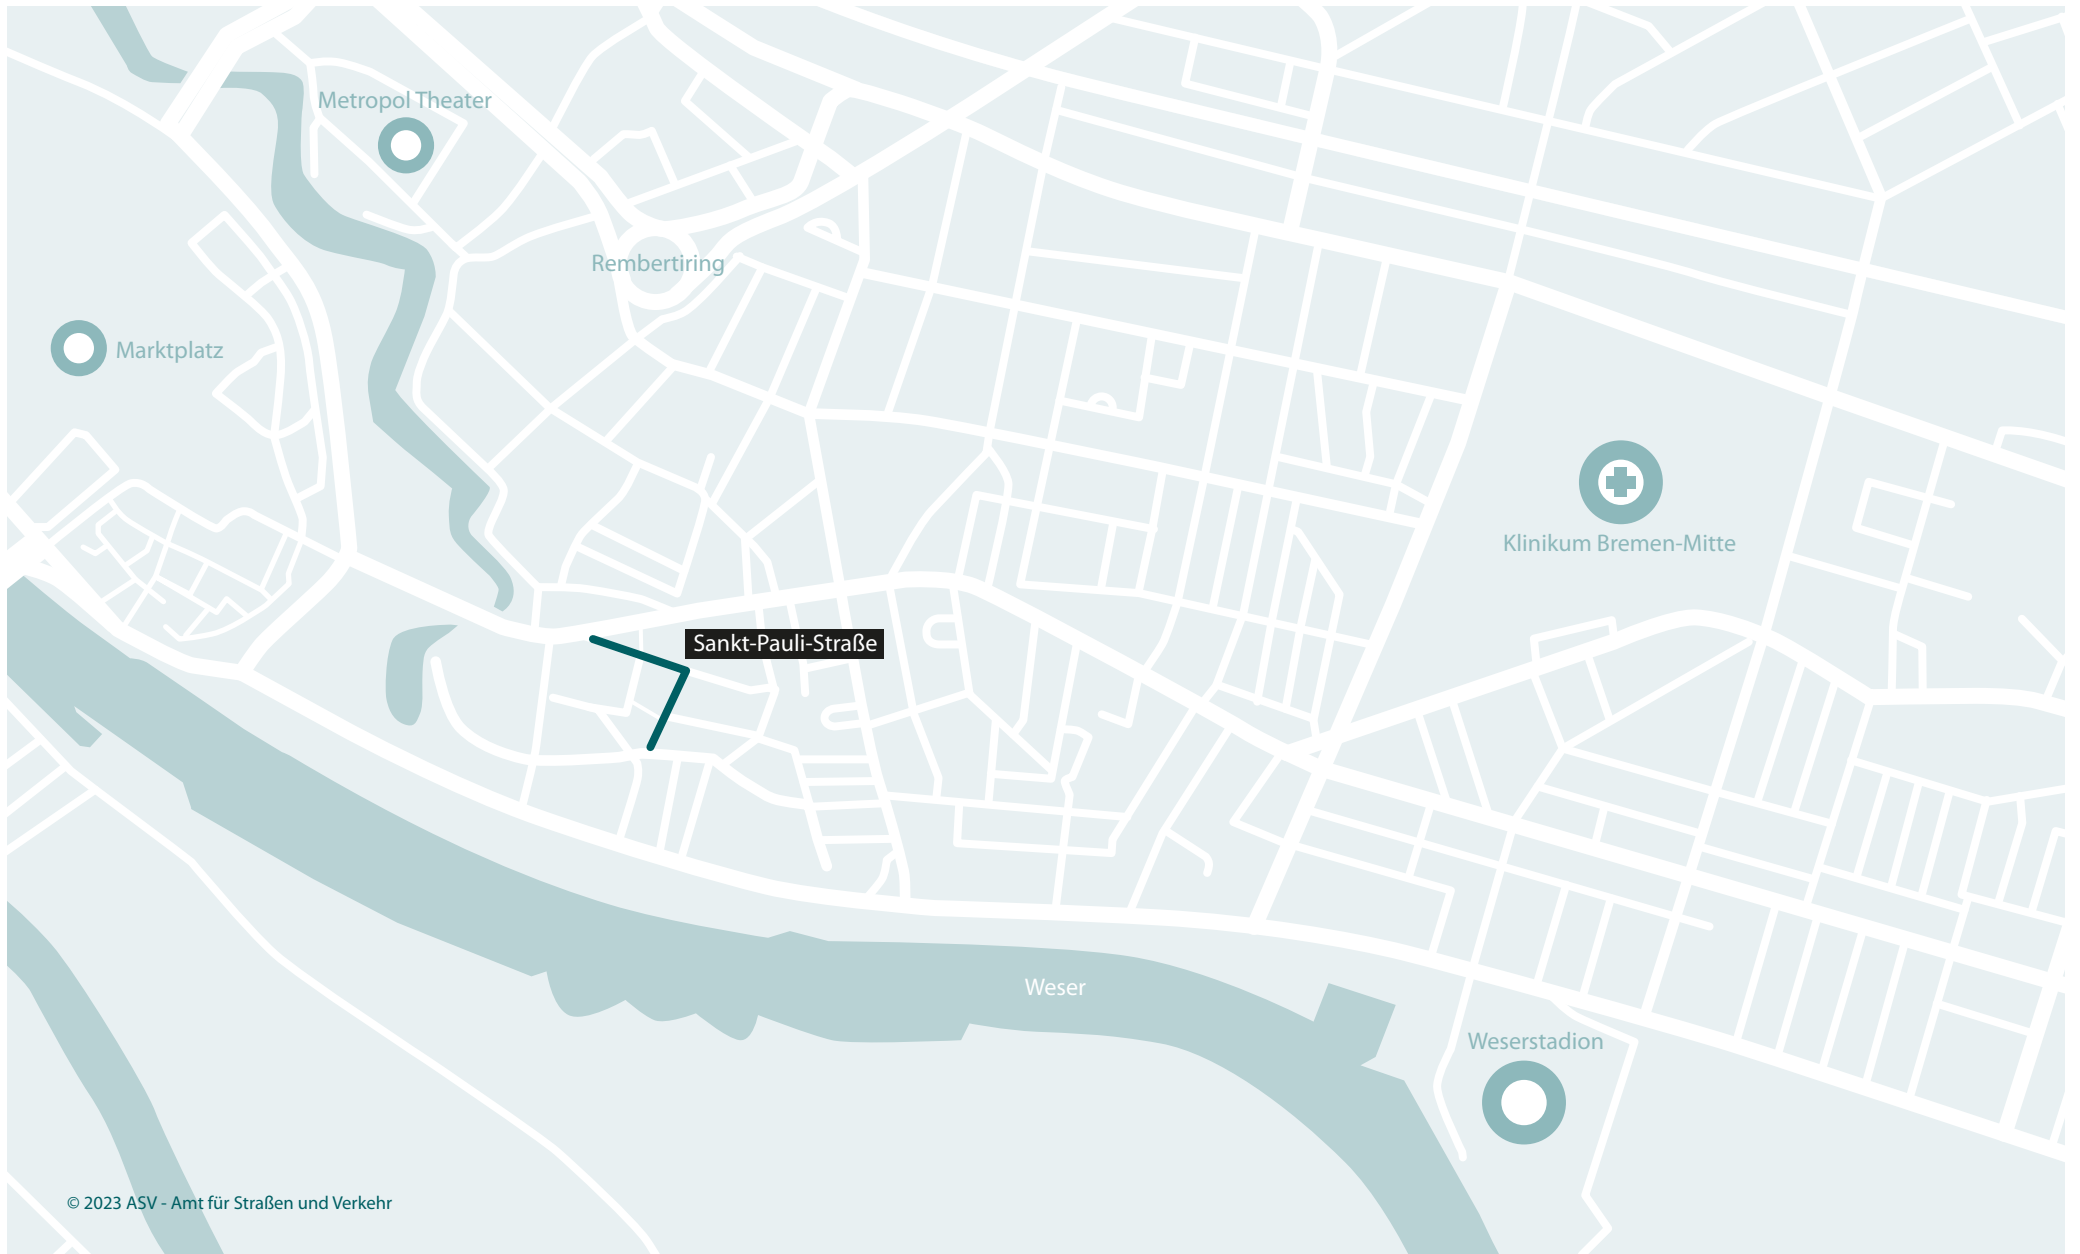 Metropol Theater
Rembertiring
Marktplatz
Klinikum Bremen-Mitte
Sankt-Pauli-Straße
Weser
Weserstadion
© 2023 ASV - Amt für Straßen und Verkehr